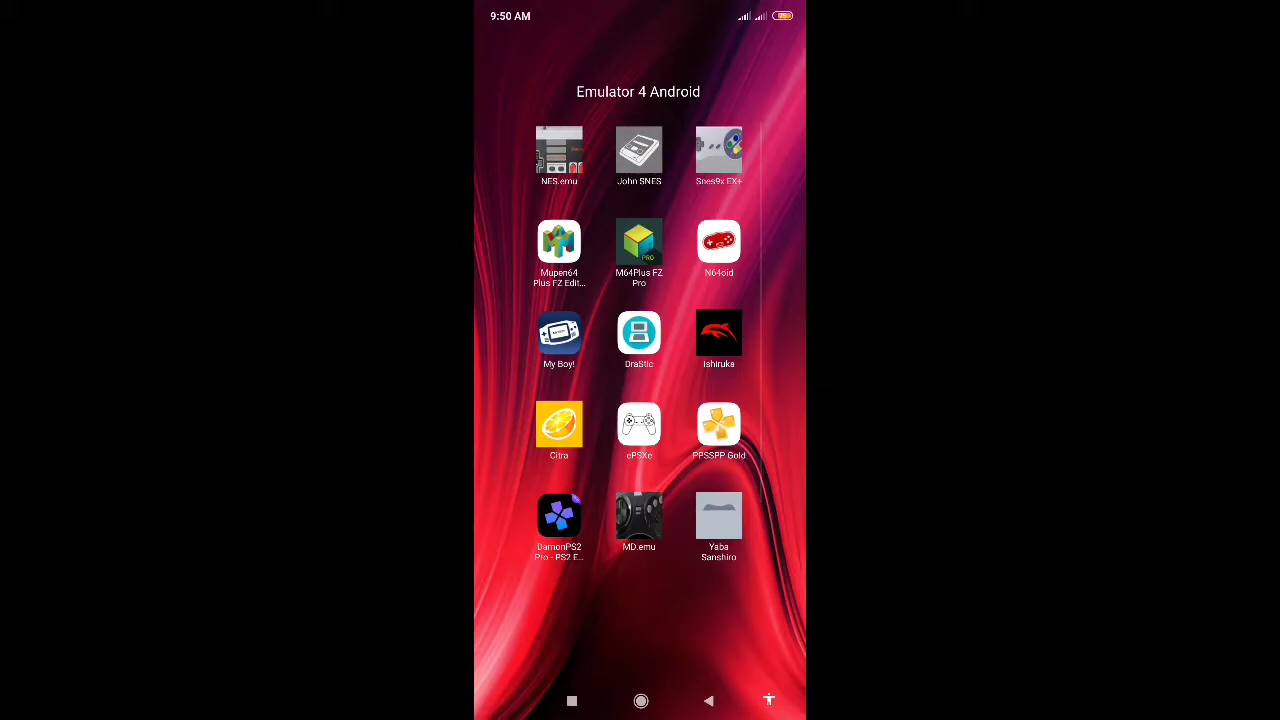 9:50 AM
Emulator 4 Android
NES.emu
John SNES
Snes9x EX+
Mupen64
Plus FZ Edit...
M64Plus FZ
Pro
N64oid
My Boy!
DraStic
Ishiruka
Citra
ePSXe
PPSSPP Gold
DamonPS2
Pro - PS2 E...
MD.emu
Yaba
Sanshiro